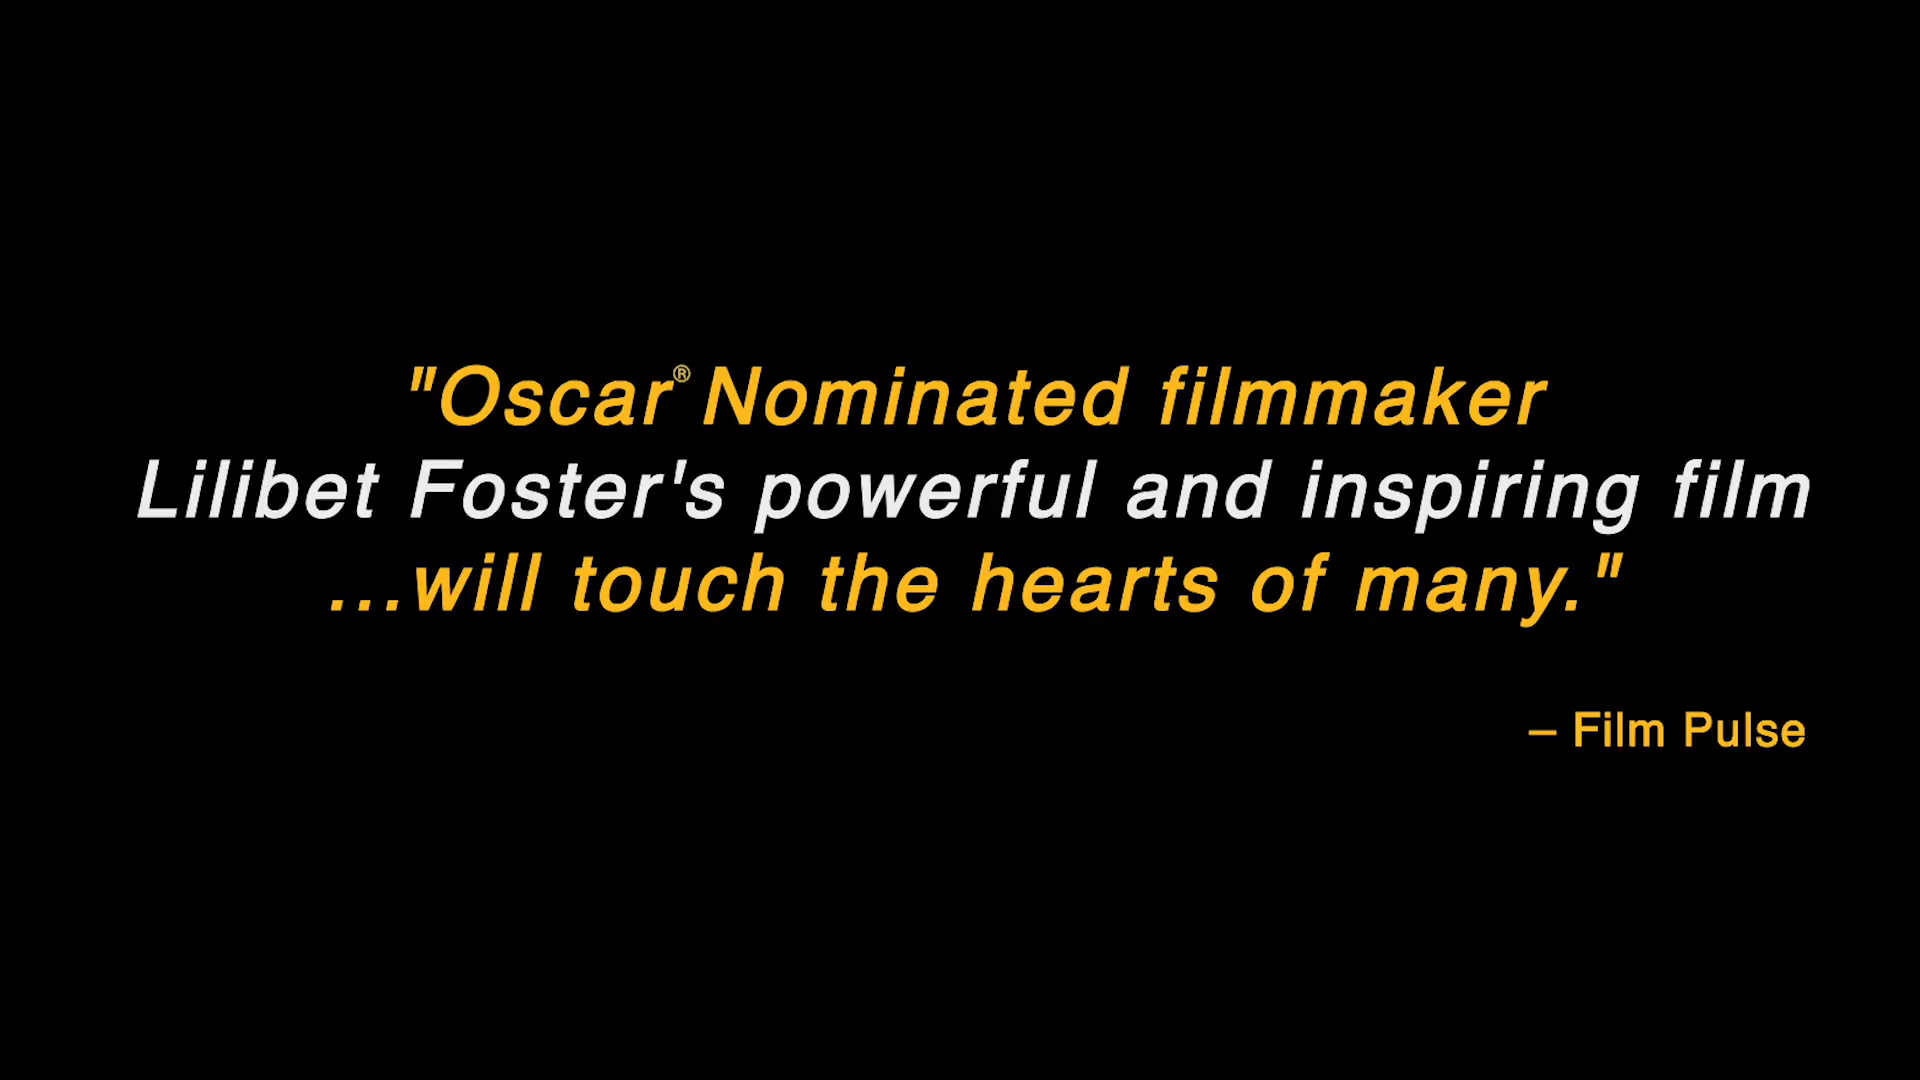 "Oscar® Nominated filmmaker
Lilibet Foster's powerful and inspiring film
...will touch the hearts of many."
– Film Pulse